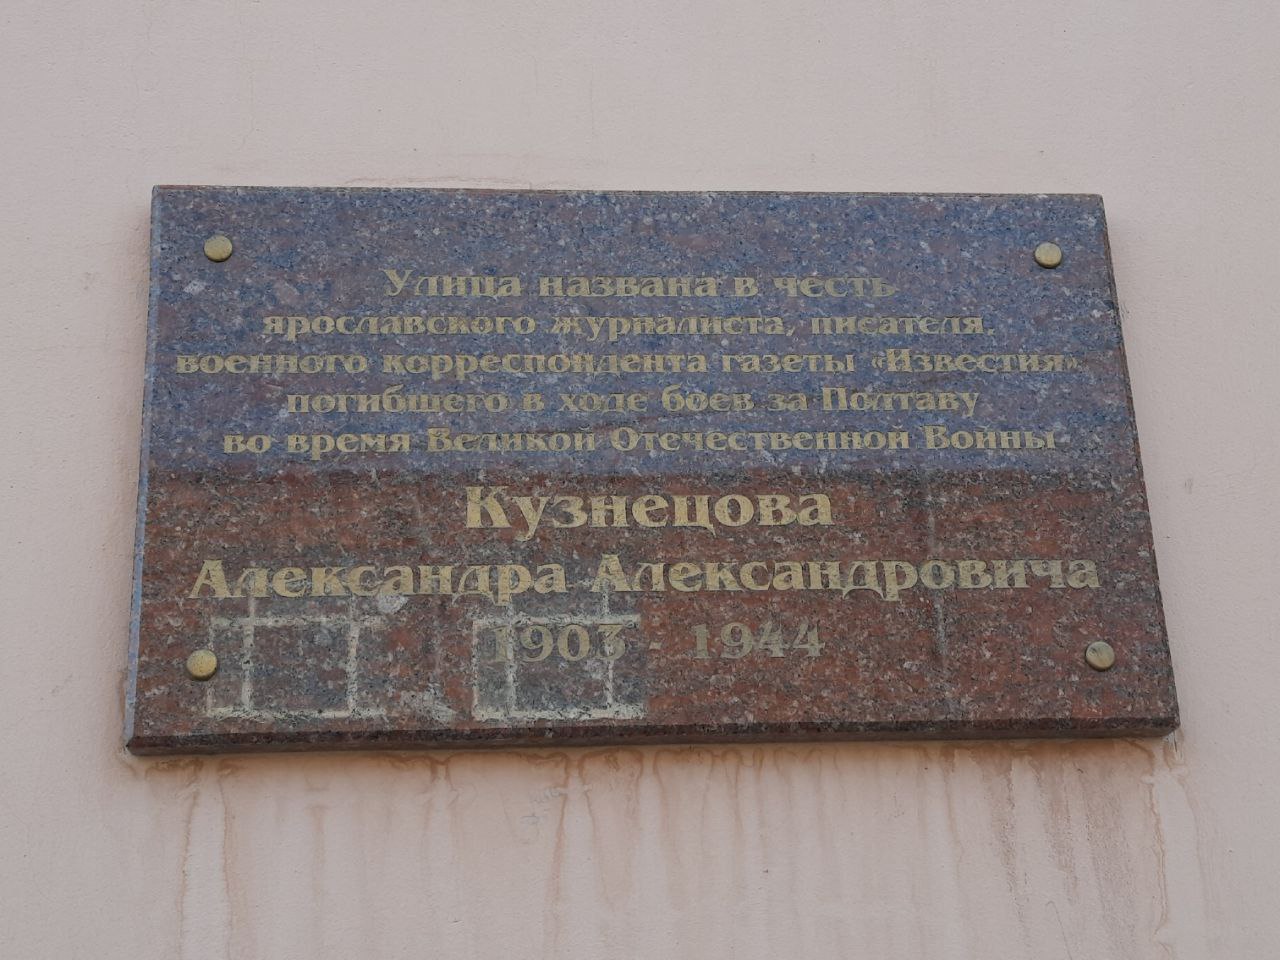 Улица названа в честь
ярославского журналиста, писателя,
военного корреспондента газеты «Известия»
погибшего в ходе боев за Полтаву
во время Великой Отечественной Войны
Кузнецова
Александра Александровича
1903 - 1944